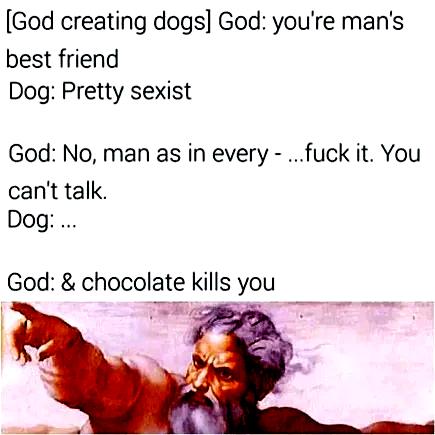 [God creating dogs] God: you're man's
best friend
Dog: Pretty sexist
God: No, man as in every - ...fuck it. You
can't talk.
Dog: ...
God: & chocolate kills you